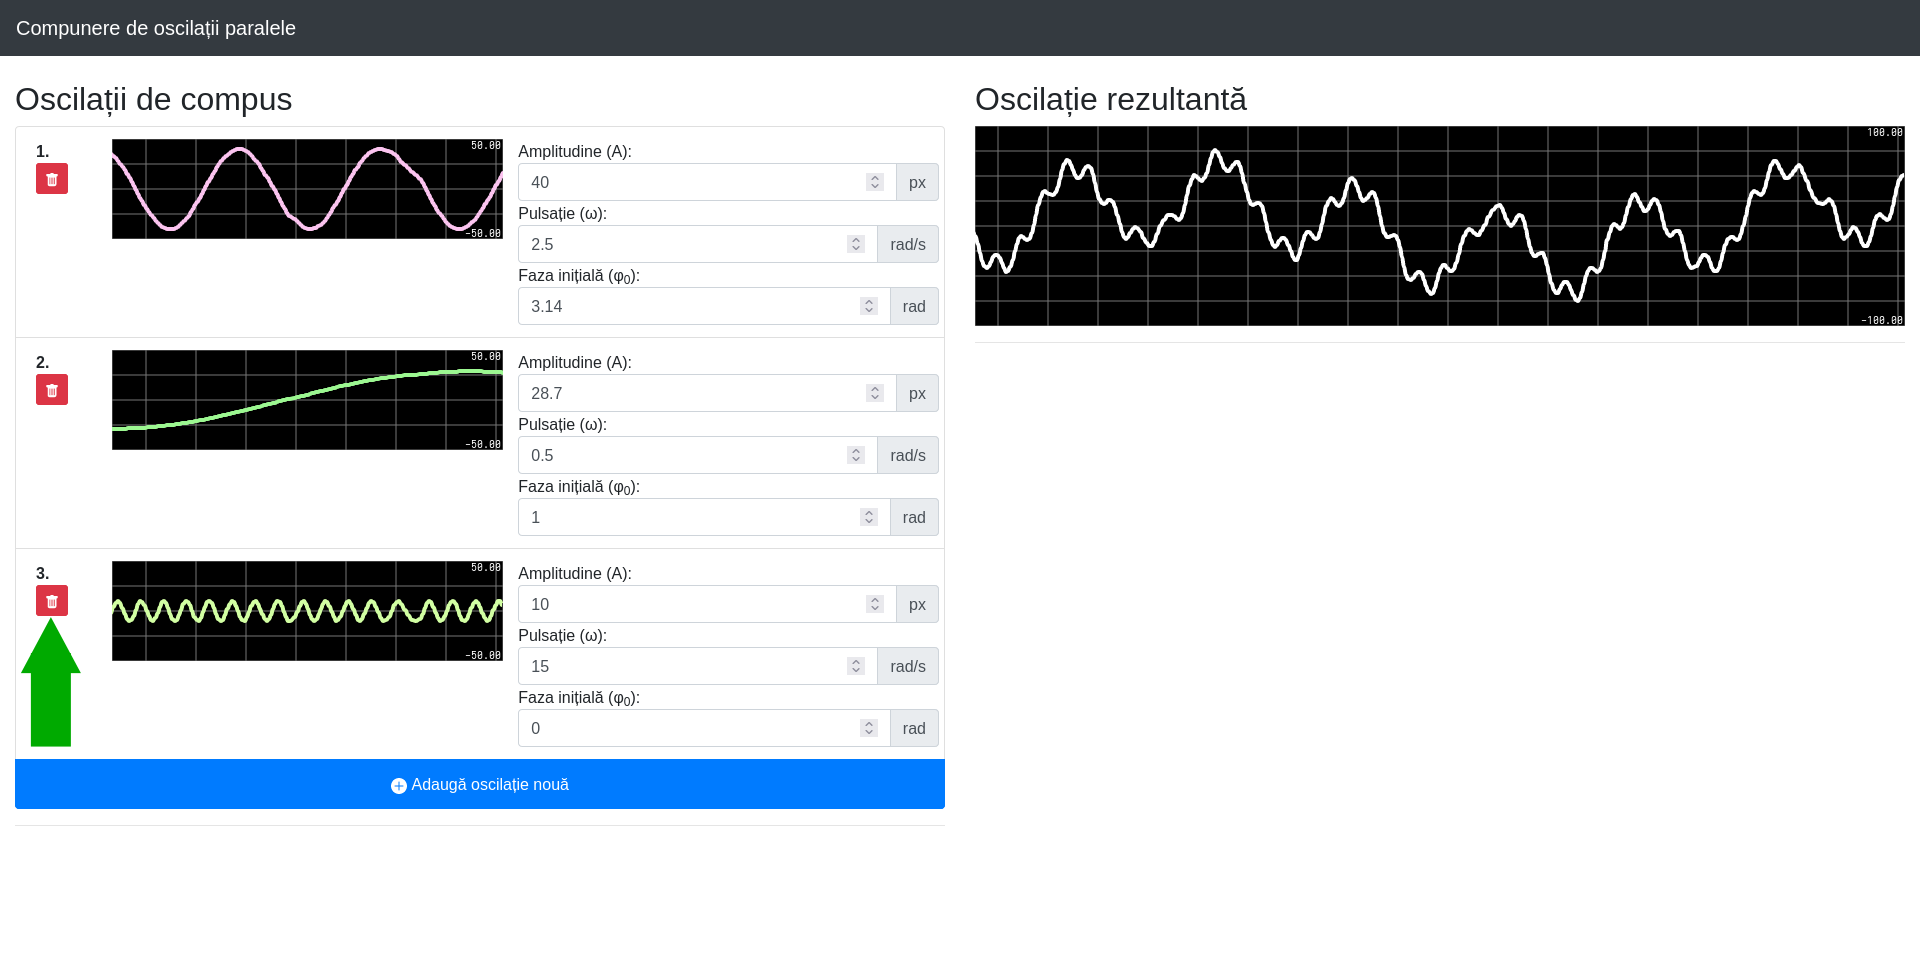 Compunere de oscilații paralele
Oscilații de compus
1.
50.00
-50.00
Amplitudine (A):
40 px
Pulsație (ω):
2.5 rad/s
Faza inițială (φ0):
3.14 rad
2.
50.00
-50.00
Amplitudine (A):
28.7 px
Pulsație (ω):
0.5 rad/s
Faza inițială (φ0):
1 rad
3.
50.00
-50.00
Amplitudine (A):
10 px
Pulsație (ω):
15 rad/s
Faza inițială (φ0):
0 rad
Adaugă oscilație nouă
Oscilație rezultantă
100.00
-100.00